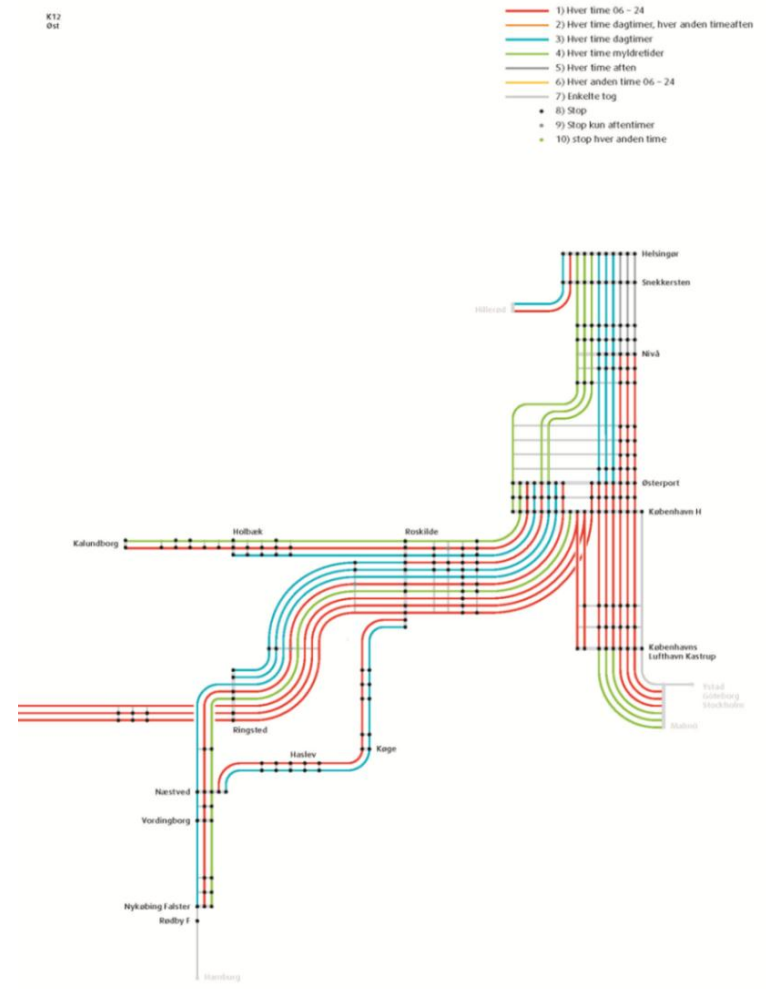 K12
Øst
1) Hver time 06 – 24
2) Hver time dagtimer, hver anden timeaften
3) Hver time dagtimer
4) Hver time myldretider
5) Hver time aften
6) Hver anden time 06 – 24
7) Enkelte tog
8) Stop
9) Stop kun aftentimer
10) stop hver anden time
Helsingør
Snekkersten
Hillerød
Nivå
Østerport
København H
Holbæk
Roskilde
Kalundborg
Københavns
Lufthavn Kastrup
Ystad
Göteborg
Stockholm
Malmö
Ringsted
Køge
Haslev
Næstved
Vordingborg
Nykøbing Falster
Rødby F
Hamborg